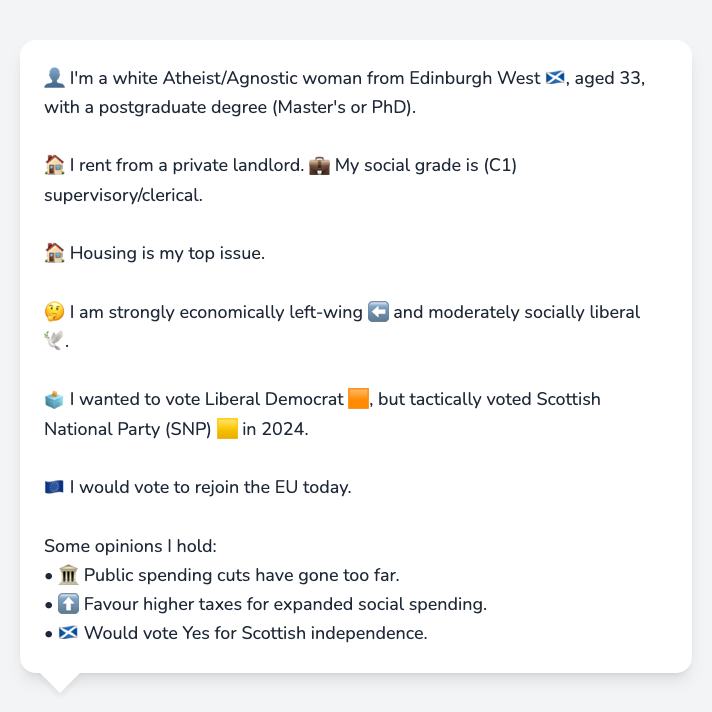 👤 I'm a white Atheist/Agnostic woman from Edinburgh West 🏴󠁧󠁢󠁳󠁣󠁴󠁿, aged 33,
with a postgraduate degree (Master's or PhD).
🏠 I rent from a private landlord. 💼 My social grade is (C1)
supervisory/clerical.
🏠 Housing is my top issue.
🤔 I am strongly economically left-wing ⬅️ and moderately socially liberal
🕊️.
🗳️ I wanted to vote Liberal Democrat 🟧, but tactically voted Scottish
National Party (SNP) 🟨 in 2024.
🇪🇺 I would vote to rejoin the EU today.
Some opinions I hold:
• 🏛️ Public spending cuts have gone too far.
• ⬆️ Favour higher taxes for expanded social spending.
• 🏴󠁧󠁢󠁳󠁣󠁴󠁿 Would vote Yes for Scottish independence.